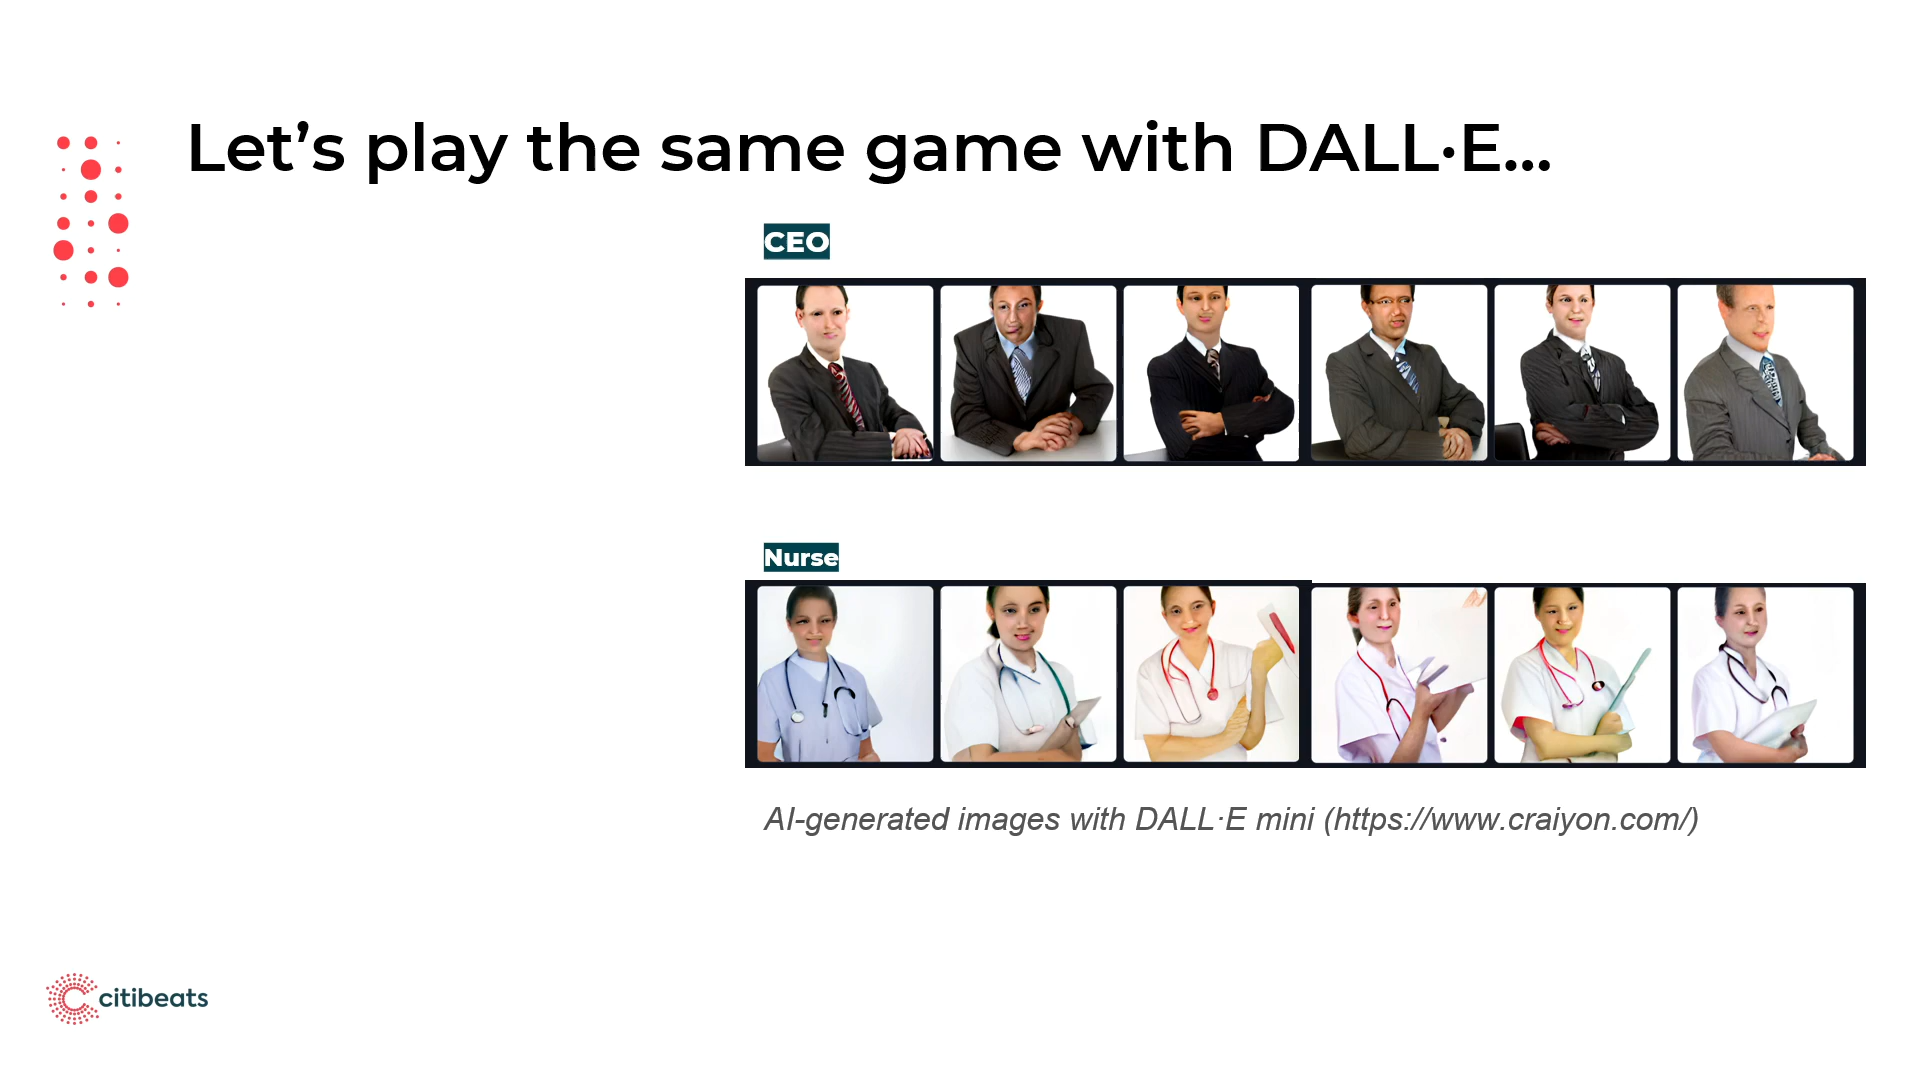 Let’s play the same game with DALL·E...
CEO
Nurse
AI-generated images with DALL·E mini (https://www.craiyon.com/)
citibeats